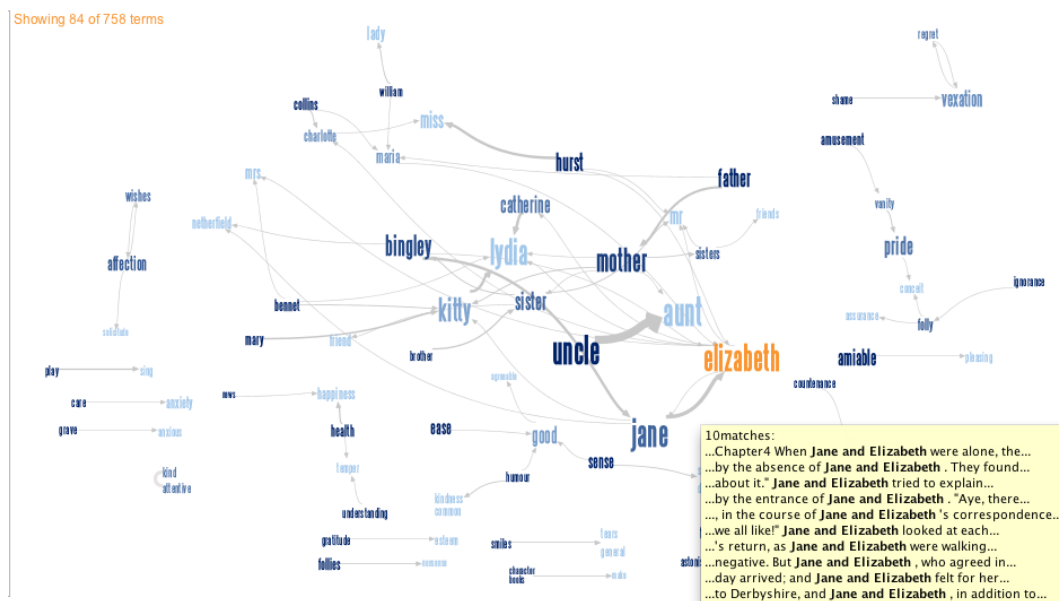 Showing 84 of 758 terms
lady
regret
william
collins
shame
vexation
charlotte
miss
maria
amusement
hurst
mrs
father
wishes
vanity
catherine
mr
friends
netherfield
bingley
lydia
sisters
pride
affection
mother
conceit
ignorance
bennet
kitty
sister
aunt
assurance
folly
solicitude
mary
friend
brother
uncle
elizabeth
amiable
pleasing
play
sing
agreeable
countenance
care
anxiety
news
happiness
grave
anxious
health
ease
good
jane
sense
kind
attentive
temper
humour
understanding
kindness
common
gratitude
esteem
smiles
tears
general
follies
character
books
make
10matches:
...Chapter4 When Jane and Elizabeth were alone, the...
...by the absence of Jane and Elizabeth . They found...
...about it." Jane and Elizabeth tried to explain...
...by the entrance of Jane and Elizabeth . "Aye, there...
..., in the course of Jane and Elizabeth 's correspondence...
...we all like!" Jane and Elizabeth looked at each...
...'s return, as Jane and Elizabeth were walking...
...negative. But Jane and Elizabeth , who agreed in...
...day arrived; and Jane and Elizabeth felt for her...
...to Derbyshire, and Jane and Elizabeth , in addition to...